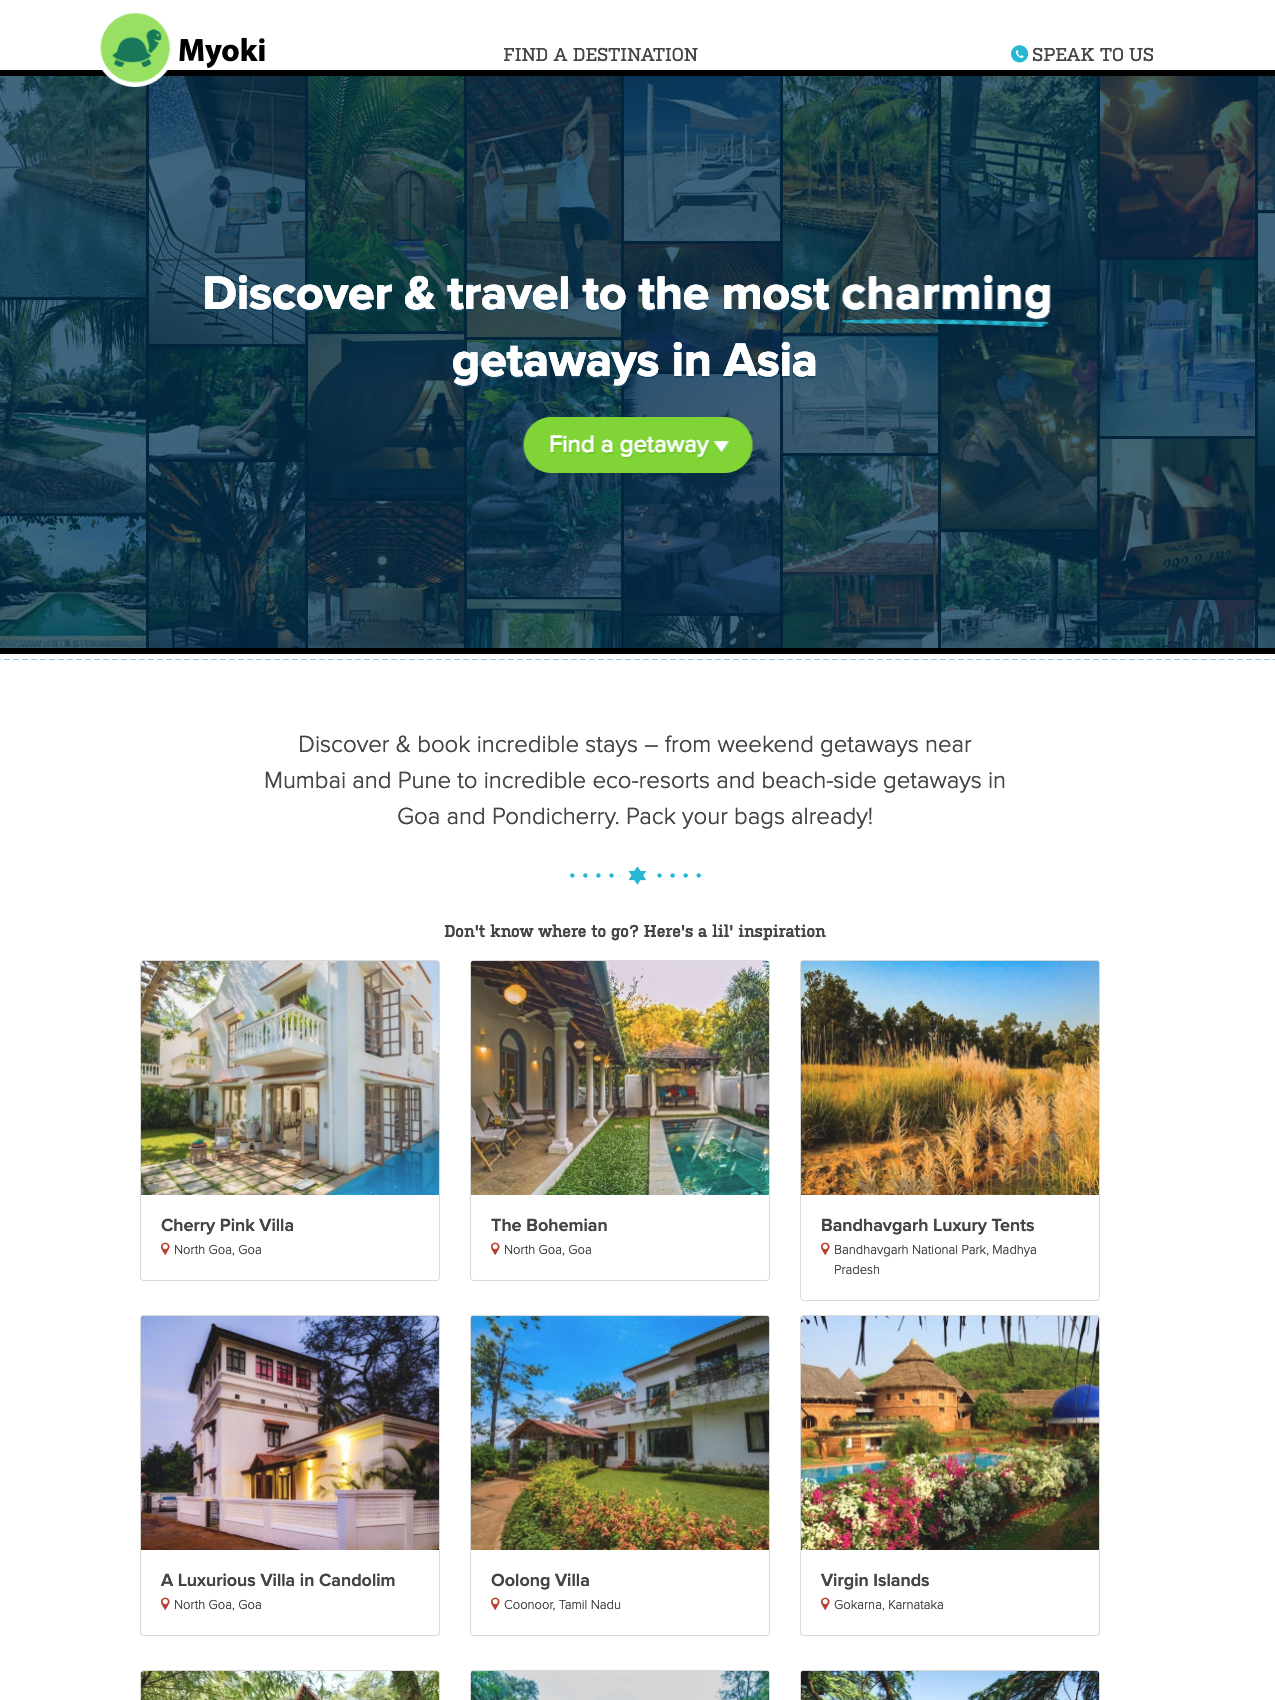 Myoki
FIND A DESTINATION
SPEAK TO US
Discover & travel to the most charming
getaways in Asia
Find a getaway
Discover & book incredible stays – from weekend getaways near
Mumbai and Pune to incredible eco-resorts and beach-side getaways in
Goa and Pondicherry. Pack your bags already!
Don't know where to go? Here's a lil' inspiration
Cherry Pink Villa
North Goa, Goa
The Bohemian
North Goa, Goa
Bandhavgarh Luxury Tents
Bandhavgarh National Park, Madhya
Pradesh
A Luxurious Villa in Candolim
North Goa, Goa
Oolong Villa
Coonoor, Tamil Nadu
Virgin Islands
Gokarna, Karnataka